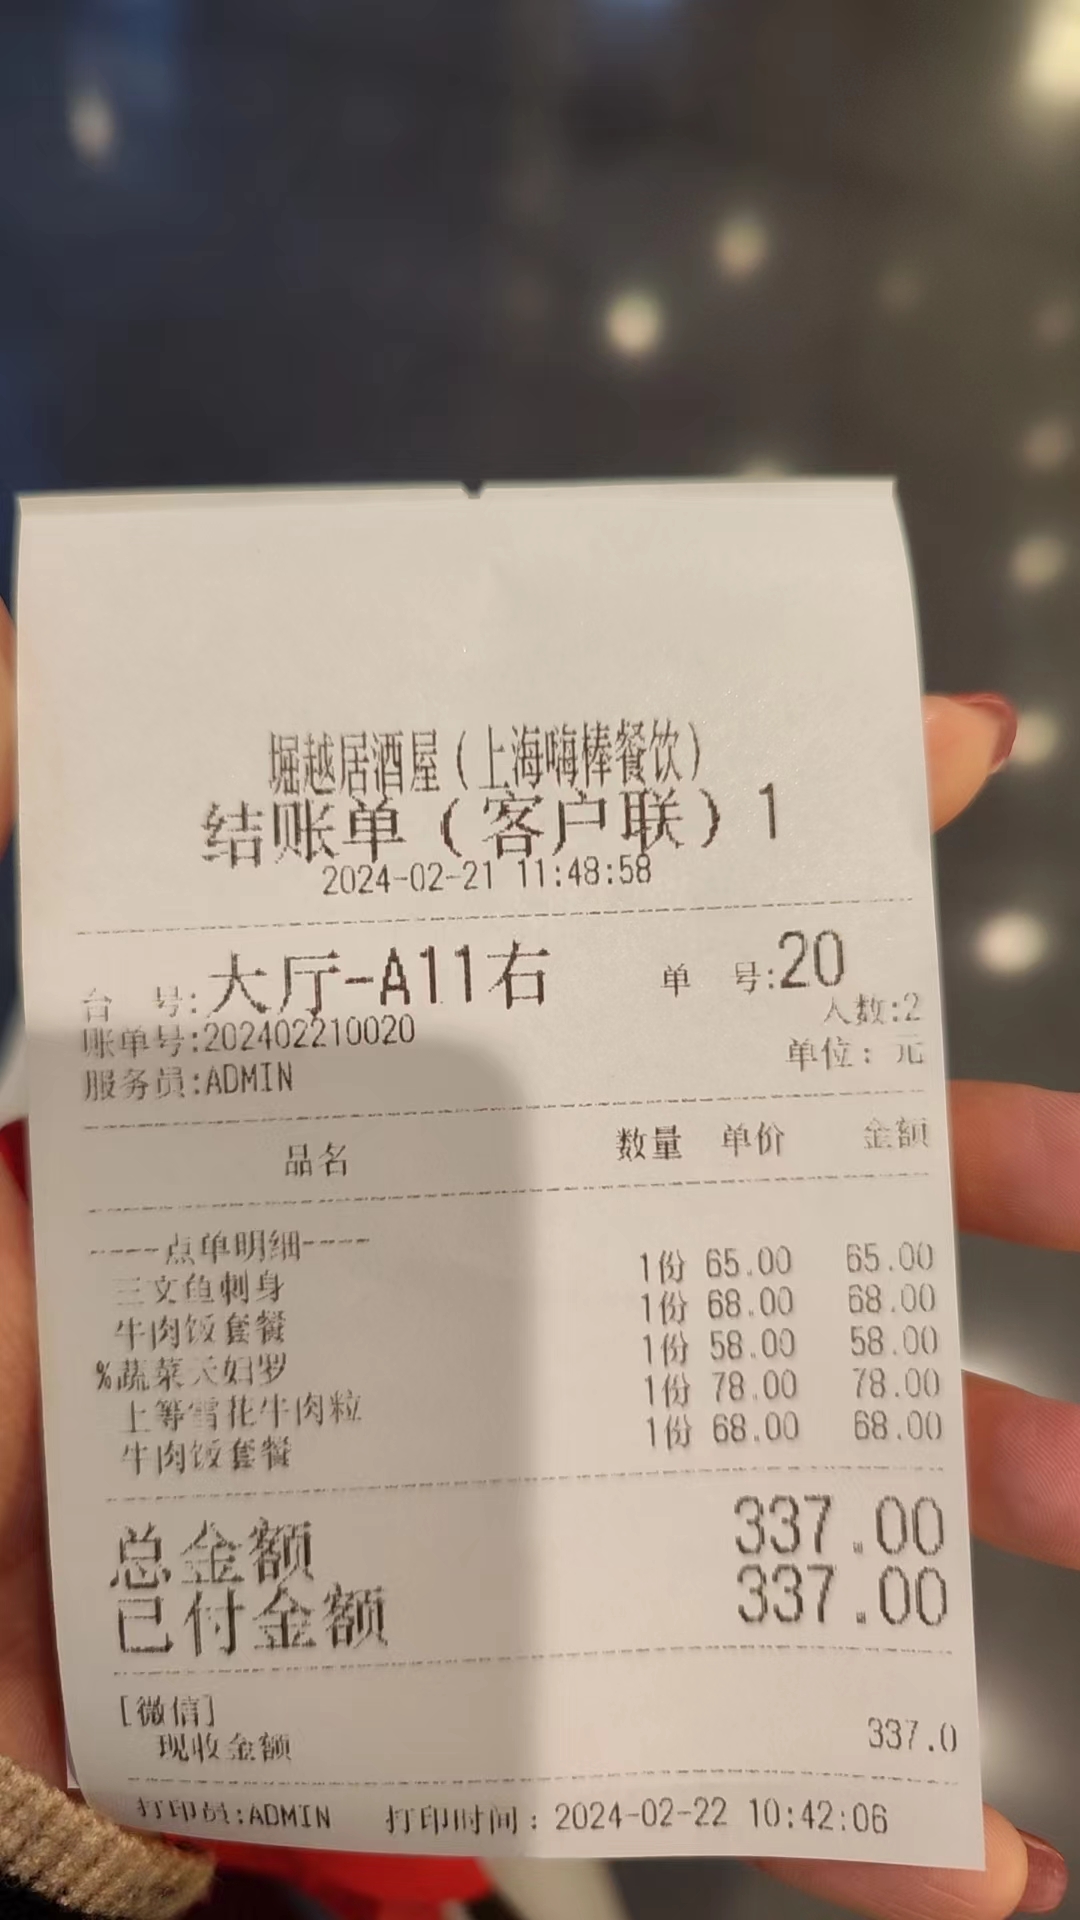 堀越居酒屋(上海嗨棒餐饮)
结账单(客户联)1
2024-02-21 11:48:58
台 号:大厅-A11右 单 号:20
账单号:202402210020 人数:2
服务员:ADMIN 单位:元
品名 数量 单价 金额
----点单明细----
三文鱼刺身 1份 65.00 65.00
牛肉饭套餐 1份 68.00 68.00
%蔬菜天妇罗 1份 58.00 58.00
上等雪花牛肉粒 1份 78.00 78.00
牛肉饭套餐 1份 68.00 68.00
总金额 337.00
已付金额 337.00
[微信]
现收金额 337.0
打印员:ADMIN 打印时间:2024-02-22 10:42:06